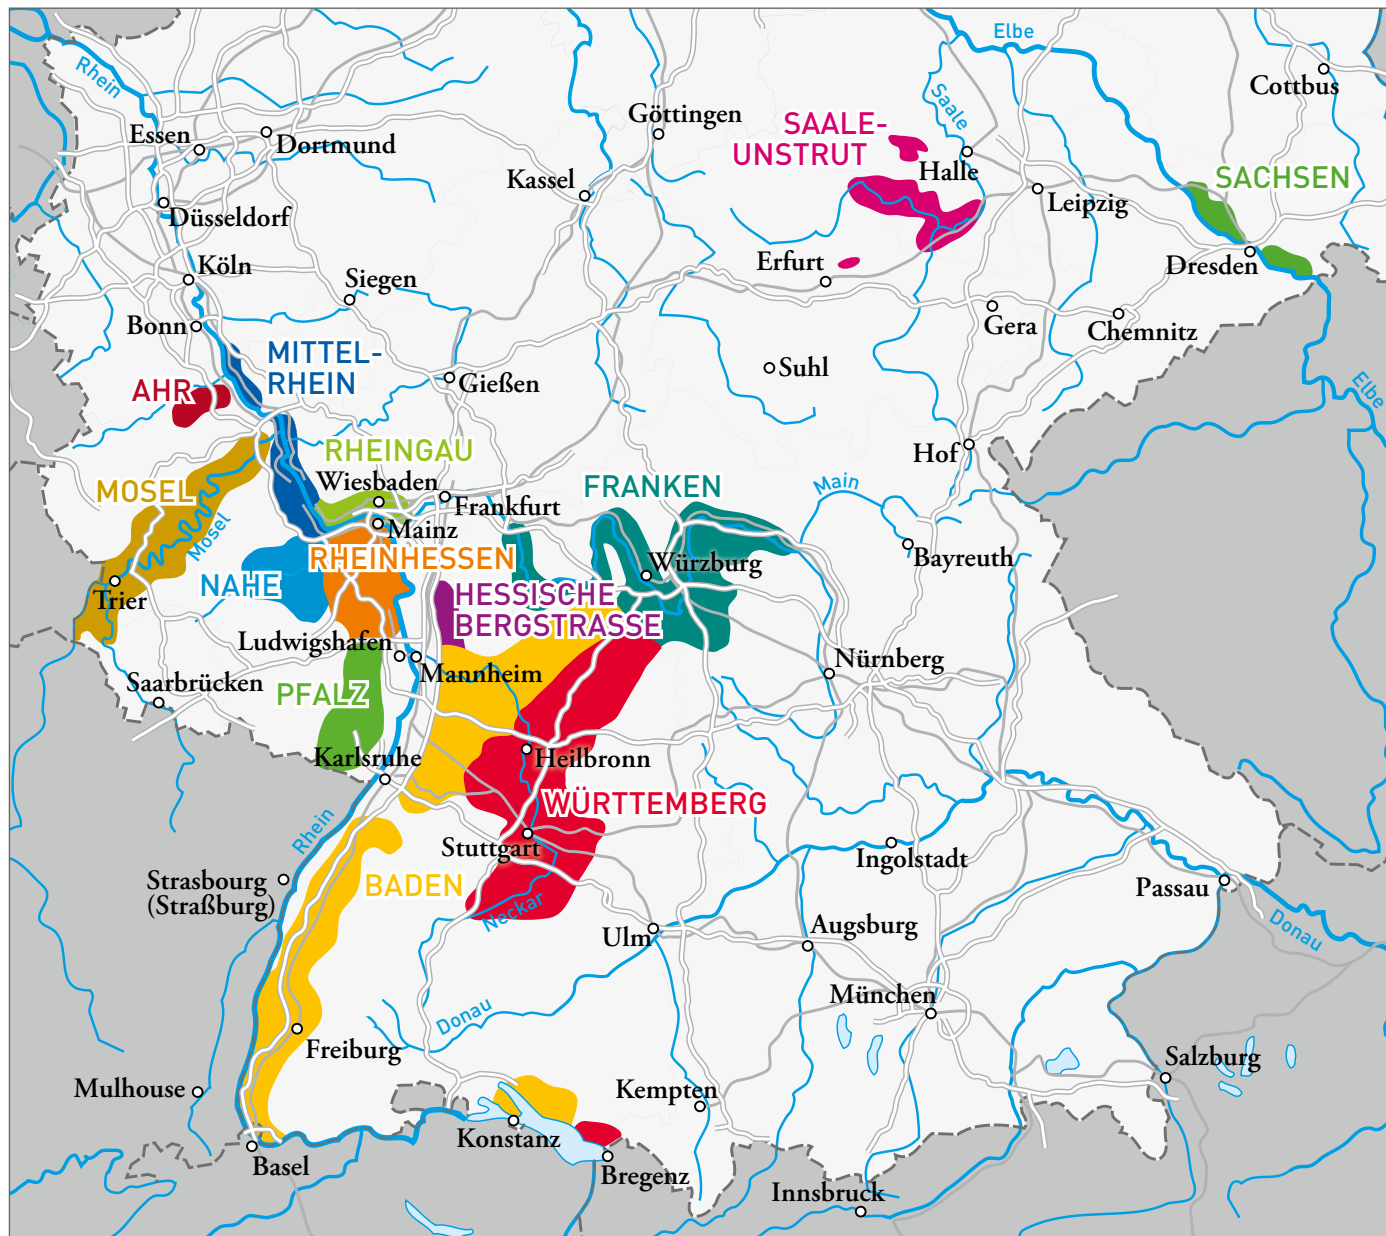 Elbe
Rhein
Cottbus
Saale
Göttingen
SAALE-
UNSTRUT
Essen
Dortmund
Halle
Kassel
SACHSEN
Leipzig
Düsseldorf
Köln
Erfurt
Dresden
Siegen
Bonn
Gera
Chemnitz
MITTEL-
RHEIN
Suhl
AHR
Gießen
Elbe
RHEINGAU
Hof
Wiesbaden
MOSEL
FRANKEN
Main
Frankfurt
Mosel
Mainz
RHEINHESSEN
Bayreuth
Würzburg
NAHE
Trier
HESSISCHE
BERGSTRASSE
Ludwigshafen
Mannheim
Nürnberg
Saarbrücken
PFALZ
Karlsruhe
Heilbronn
WÜRTTEMBERG
Rhein
Stuttgart
Ingolstadt
Strasbourg
(Straßburg)
BADEN
Passau
Neckar
Ulm
Augsburg
Donau
München
Donau
Freiburg
Salzburg
Mulhouse
Kempten
Konstanz
Basel
Bregenz
Innsbruck